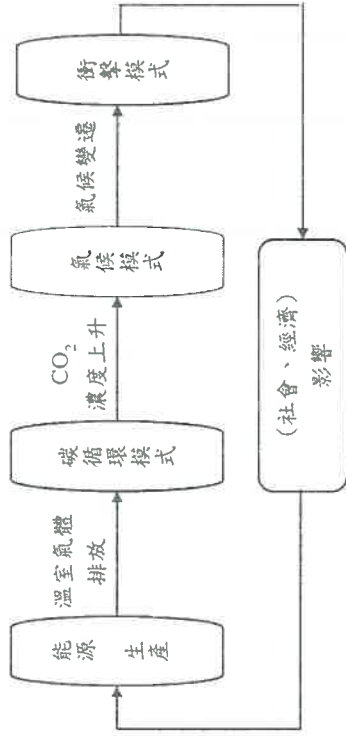 能源
生產
溫室氣體
排放
碳循環模式
CO₂
濃度上升
氣候模式
氣候變遷
衝擊模式
(社會、經濟)
影響